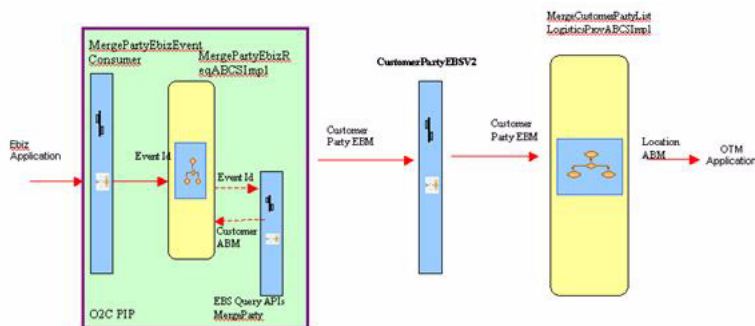 MergePartyEbizEvent
Consumer
MergePartyEbizR
eqABCSImpl
MergeCustomerPartyList
LogisticsProvABCSImpl
CustomerPartyEBSV2
Ebiz
Application
Event Id
Event Id
Customer
ABM
Customer
Party EBM
Customer
Party EBM
Location
ABM
OTM
Application
EBS Query APIs
MergeParty
O2C PIP